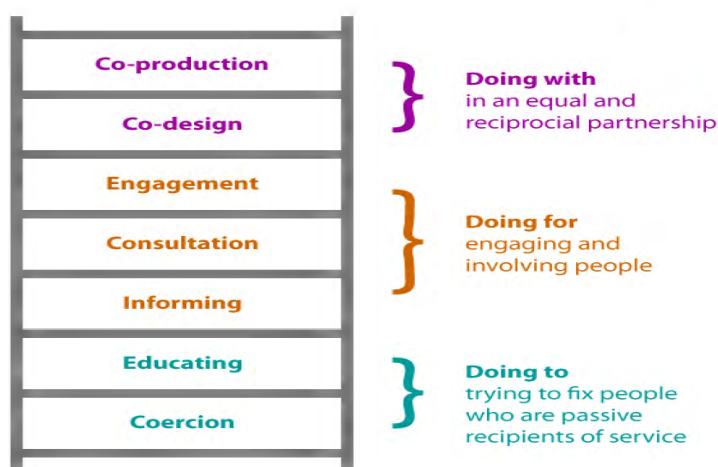 Co-production
Co-design
Engagement
Consultation
Informing
Educating
Coercion
Doing with
in an equal and
reciprocial partnership
Doing for
engaging and
involving people
Doing to
trying to fix people
who are passive
recipients of service